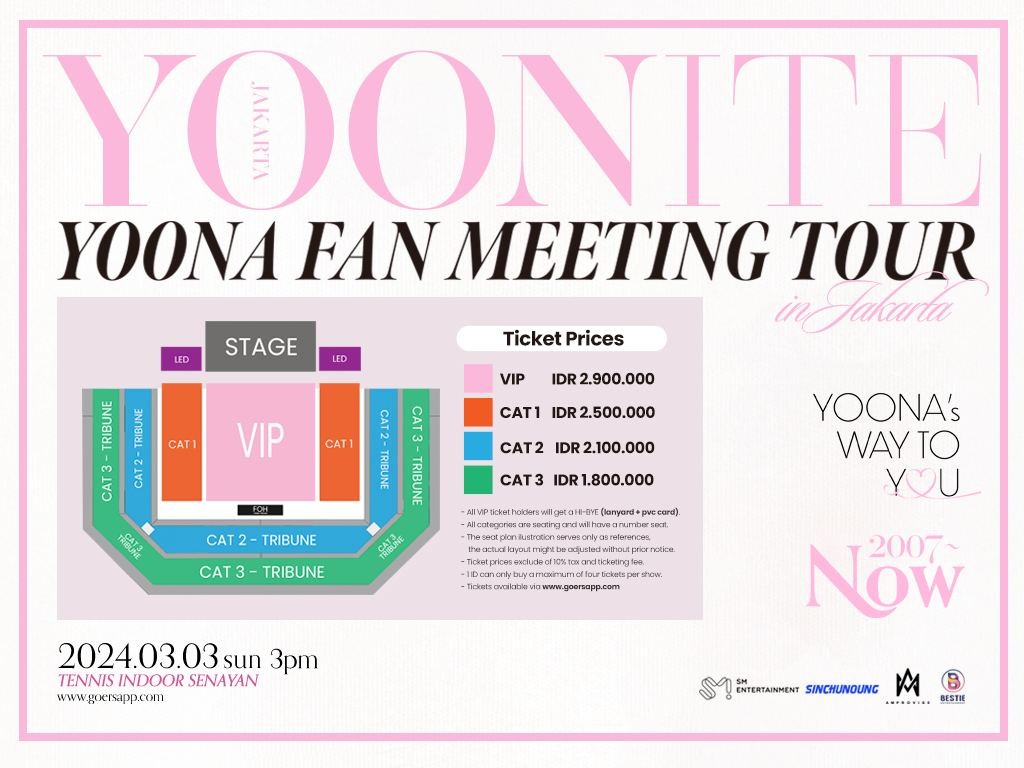 YOONITE
JAKARTA
YOONA FAN MEETING TOUR
in Jakarta
STAGE
LED
LED
CAT 1
VIP
CAT 1
CAT 3 - TRIBUNE
CAT 2 - TRIBUNE
CAT 2 - TRIBUNE
CAT 3 - TRIBUNE
FOH
CAT 2 - TRIBUNE
CAT 3 TRIBUNE
CAT 3 TRIBUNE
CAT 3 - TRIBUNE
Ticket Prices
VIP IDR 2.900.000
CAT 1 IDR 2.500.000
CAT 2 IDR 2.100.000
CAT 3 IDR 1.800.000
- All VIP ticket holders will get a HI-BYE (lanyard + pvc card).
- All categories are seating and will have a number seat.
- The seat plan illustration serves only as references,
the actual layout might be adjusted without prior notice.
- Ticket prices exclude of 10% tax and ticketing fee.
- 1 ID can only buy a maximum of four tickets per show.
- Tickets available via www.goersapp.com
YOONA's
WAY TO
Y♡U
2007~
Now
2024.03.03 sun 3pm
TENNIS INDOOR SENAYAN
www.goersapp.com
SM
ENTERTAINMENT
SINCHUNOUNG
AMPROVISE
BESTIE